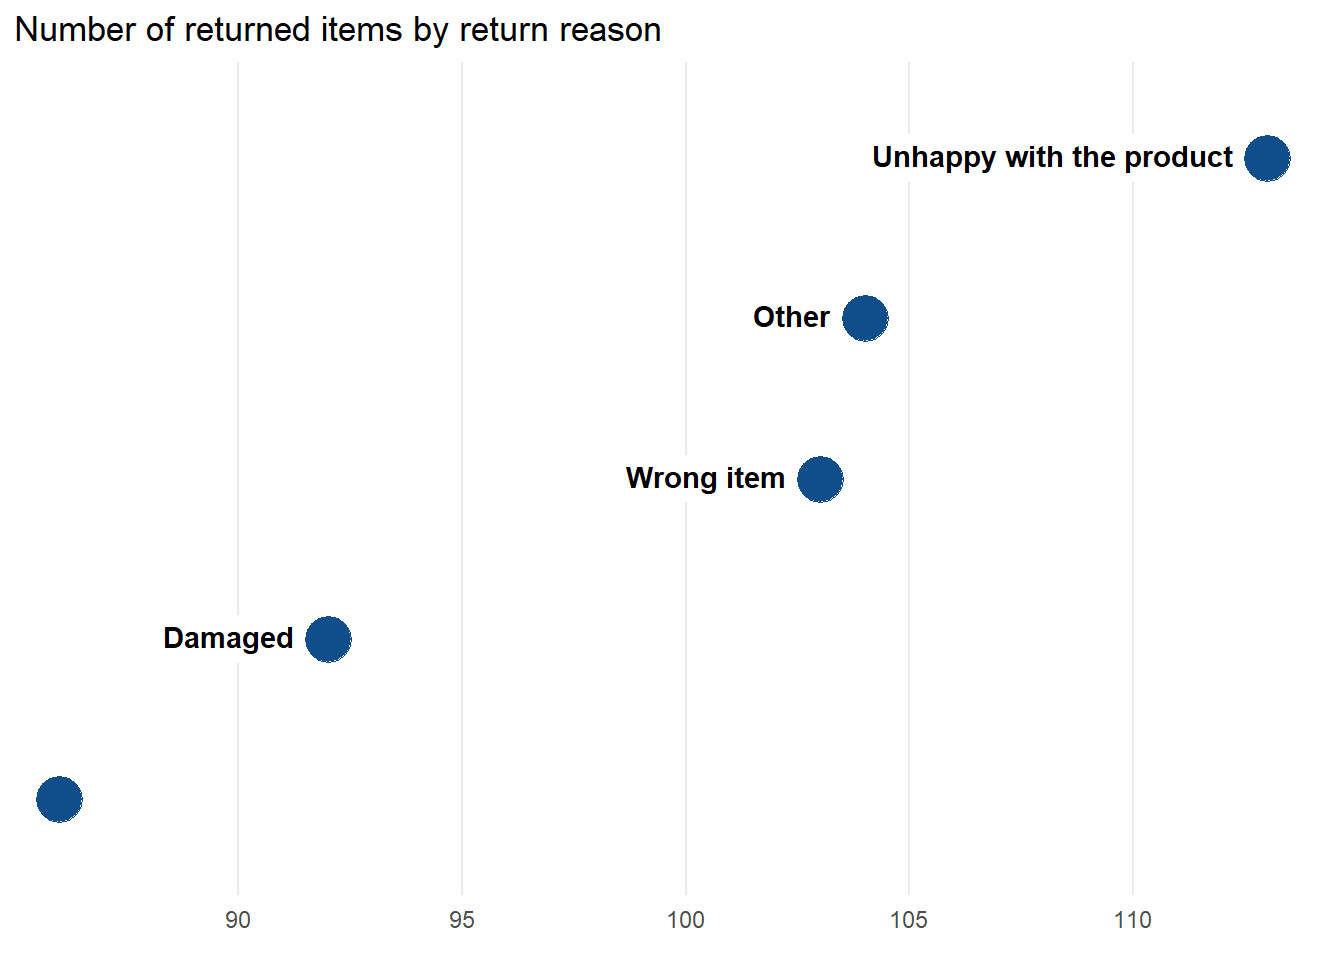 Number of returned items by return reason
Unhappy with the product
Other
Wrong item
Damaged
90 95 100 105 110